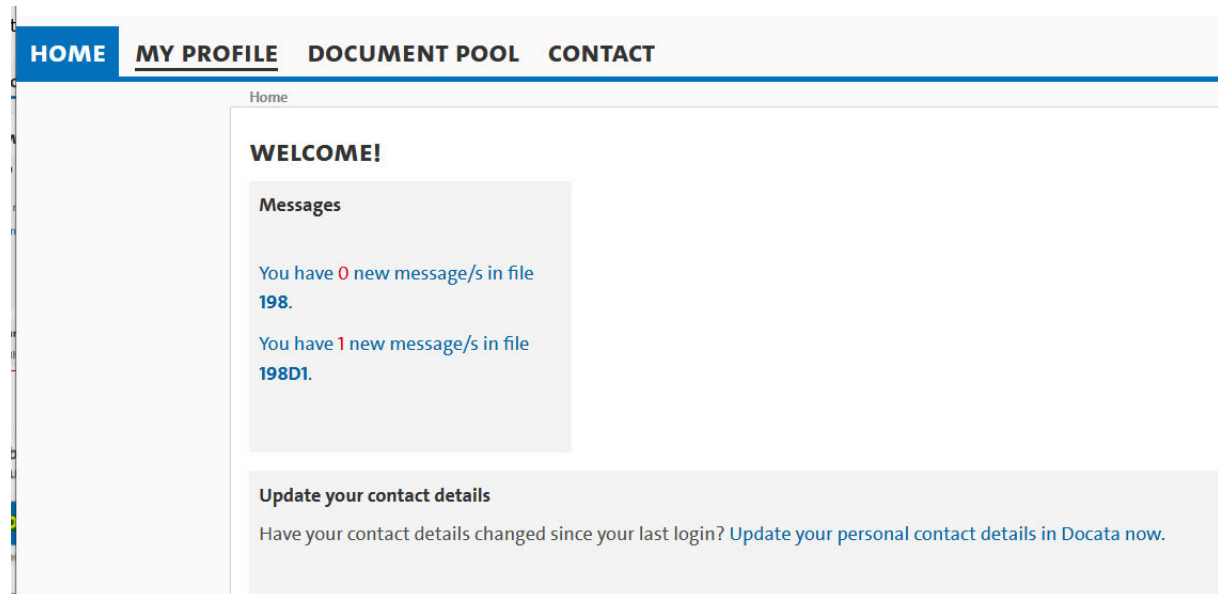 HOME MY PROFILE DOCUMENT POOL CONTACT
Home
WELCOME!
Messages
You have 0 new message/s in file
198.
You have 1 new message/s in file
198D1.
Update your contact details
Have your contact details changed since your last login? Update your personal contact details in Docata now.